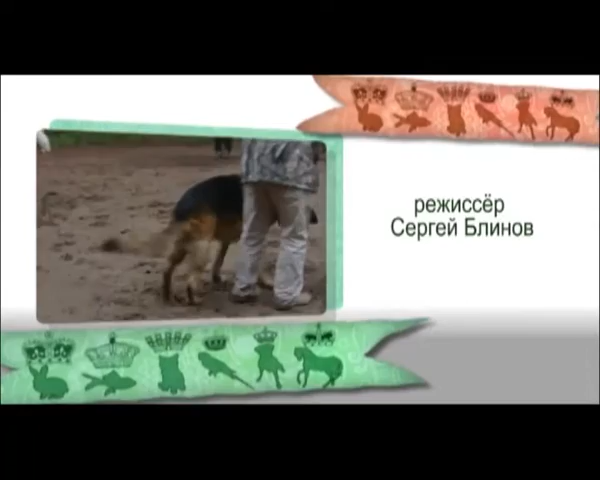 режиссёр
Сергей Блинов